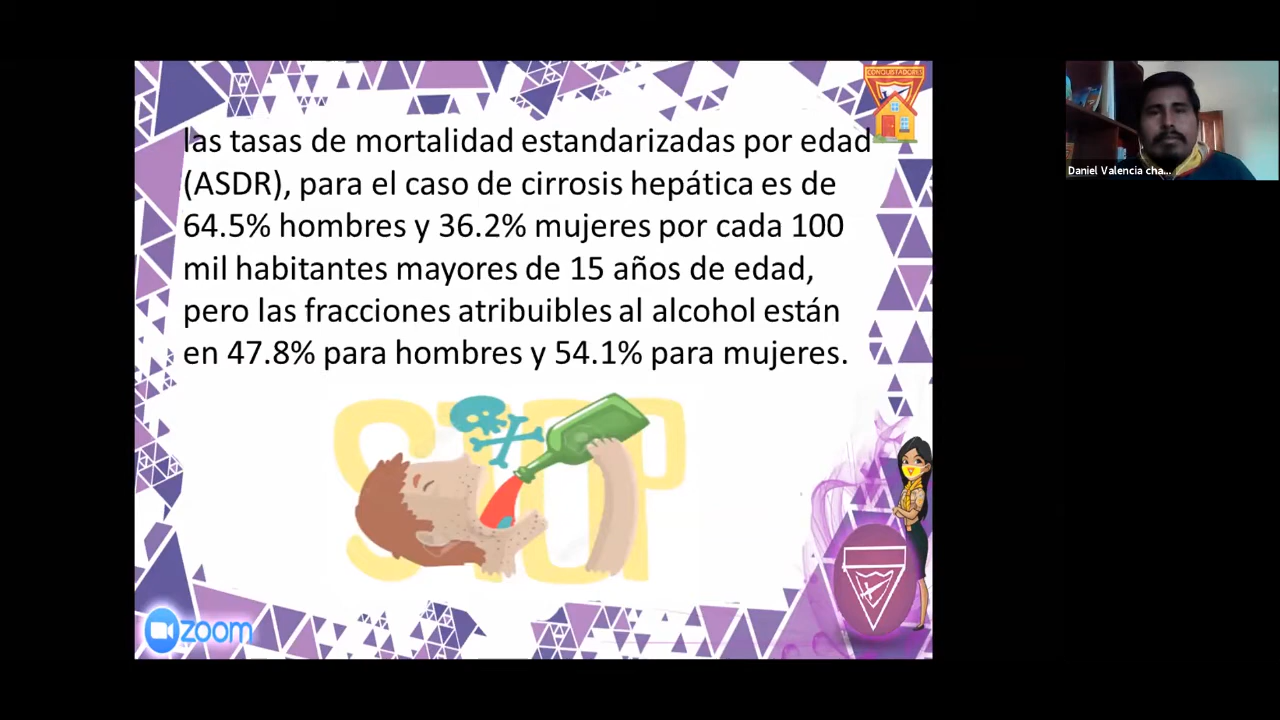 CONQUISTADORES
las tasas de mortalidad estandarizadas por edad
(ASDR), para el caso de cirrosis hepática es de
64.5% hombres y 36.2% mujeres por cada 100
mil habitantes mayores de 15 años de edad,
pero las fracciones atribuibles al alcohol están
en 47.8% para hombres y 54.1% para mujeres.
STOP
zoom
Daniel Valencia cha...